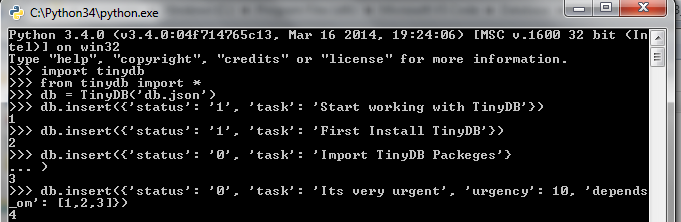 C:\Python34\python.exe
Python 3.4.0 (v3.4.0:04f714765c13, Mar 16 2014, 19:24:06) [MSC v.1600 32 bit (In
tel)] on win32
Type "help", "copyright", "credits" or "license" for more information.
>>> import tinydb
>>> from tinydb import *
>>> db = TinyDB('db.json')
>>> db.insert({'status': '1', 'task': 'Start working with TinyDB'})
1
>>> db.insert({'status': '1', 'task': 'First Install TinyDB'})
2
>>> db.insert({'status': '0', 'task': 'Import TinyDB Packeges'}
... )
3
>>> db.insert({'status': '0', 'task': 'Its very urgent', 'urgency': 10, 'depends
_om': [1,2,3]})
4